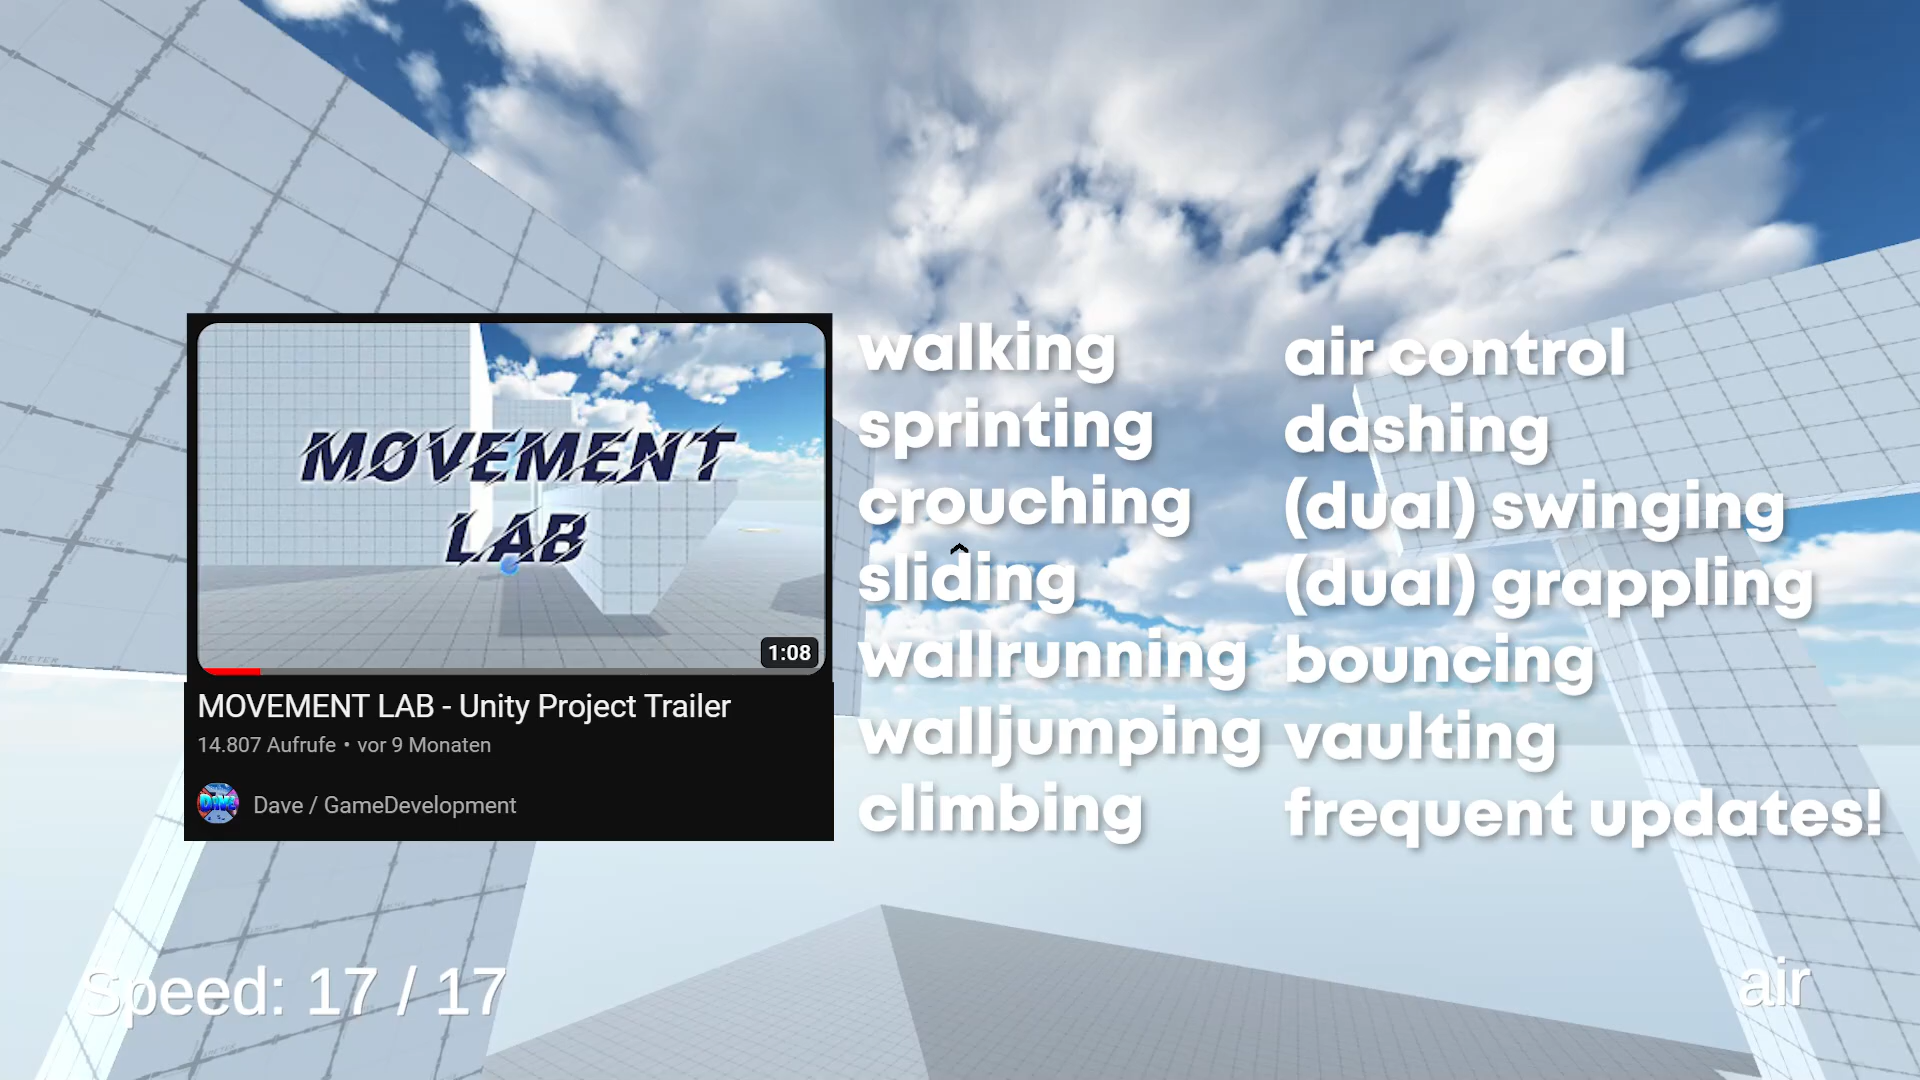 MOVEMENT
LAB
1:08
MOVEMENT LAB - Unity Project Trailer
14.807 Aufrufe • vor 9 Monaten
DAVE
Dave / GameDevelopment
walking
sprinting
crouching
sliding
wallrunning
walljumping
climbing
air control
dashing
(dual) swinging
(dual) grappling
bouncing
vaulting
frequent updates!
Speed: 17 / 17
air